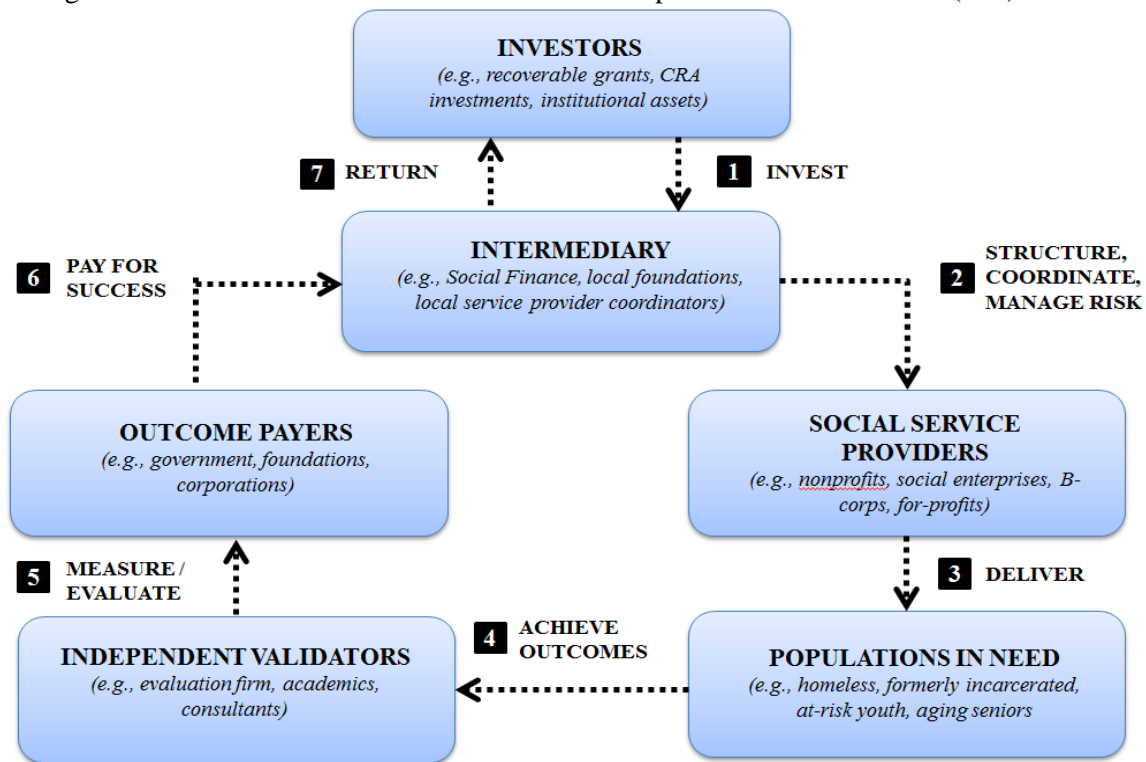 INVESTORS
(e.g., recoverable grants, CRA
investments, institutional assets)
7 RETURN
1 INVEST
INTERMEDIARY
(e.g., Social Finance, local foundations,
local service provider coordinators)
6 PAY FOR
SUCCESS
2 STRUCTURE,
COORDINATE,
MANAGE RISK
OUTCOME PAYERS
(e.g., government, foundations,
corporations)
SOCIAL SERVICE
PROVIDERS
(e.g., nonprofits, social enterprises, B-
corps, for-profits)
5 MEASURE /
EVALUATE
3 DELIVER
4 ACHIEVE
OUTCOMES
INDEPENDENT VALIDATORS
(e.g., evaluation firm, academics,
consultants)
POPULATIONS IN NEED
(e.g., homeless, formerly incarcerated,
at-risk youth, aging seniors